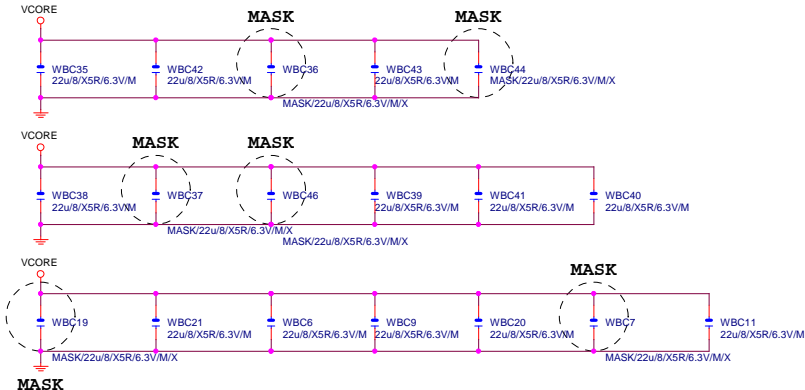 VCORE
MASK
MASK
WBC35
WBC42
WBC36
WBC43
WBC44
22u/8/X5R/6.3V/M
22u/8/X5R/6.3V/M
22u/8/X5R/6.3V/M
MASK/22u/8/X5R/6.3V/M/X
MASK/22u/8/X5R/6.3V/M/X
VCORE
MASK
MASK
WBC38
WBC37
WBC46
WBC39
WBC41
WBC40
22u/8/X5R/6.3V/M
22u/8/X5R/6.3V/M
22u/8/X5R/6.3V/M
22u/8/X5R/6.3V/M
MASK/22u/8/X5R/6.3V/M/X
MASK/22u/8/X5R/6.3V/M/X
VCORE
MASK
WBC19
WBC21
WBC6
WBC9
WBC20
WBC7
WBC11
22u/8/X5R/6.3V/M
22u/8/X5R/6.3V/M
22u/8/X5R/6.3V/M
22u/8/X5R/6.3V/M
22u/8/X5R/6.3V/M
MASK/22u/8/X5R/6.3V/M/X
MASK/22u/8/X5R/6.3V/M/X
MASK